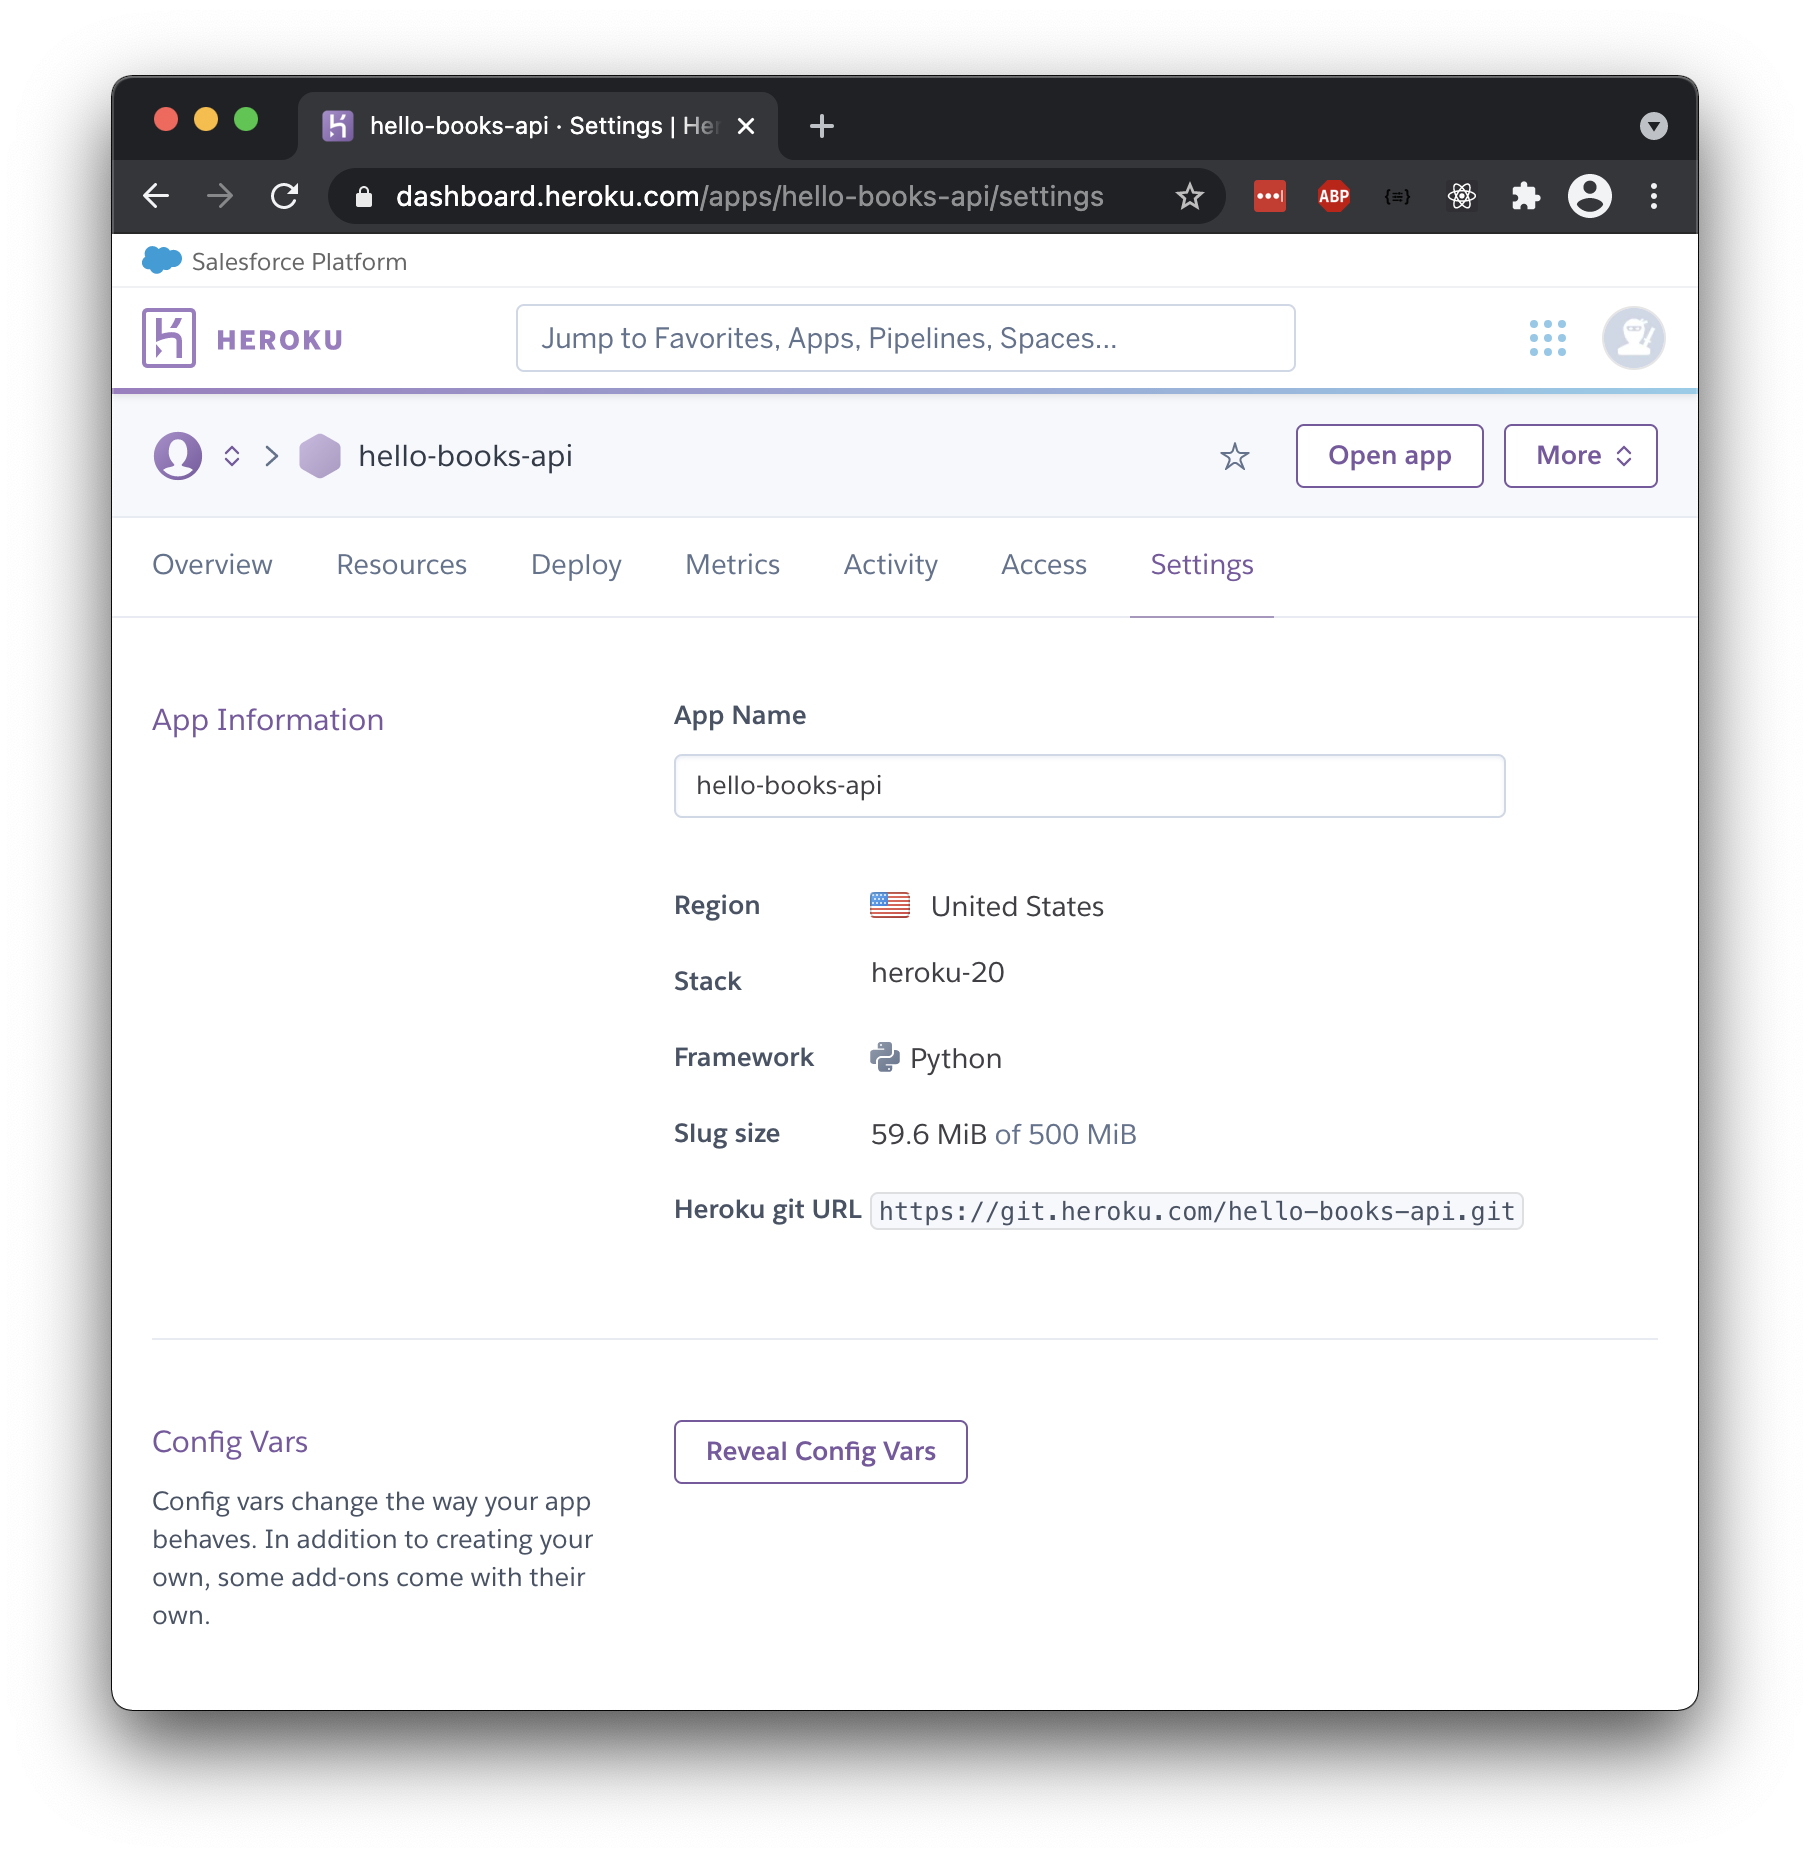 hello-books-api · Settings | Her
dashboard.heroku.com/apps/hello-books-api/settings
ABP
{≡}
Salesforce Platform
HEROKU
Jump to Favorites, Apps, Pipelines, Spaces...
hello-books-api
Open app
More
Overview Resources Deploy Metrics Activity Access Settings
App Information
App Name
hello-books-api
Region United States
Stack heroku-20
Framework Python
Slug size 59.6 MiB of 500 MiB
Heroku git URL https://git.heroku.com/hello-books-api.git
Config Vars
Reveal Config Vars
Config vars change the way your app
behaves. In addition to creating your
own, some add-ons come with their
own.